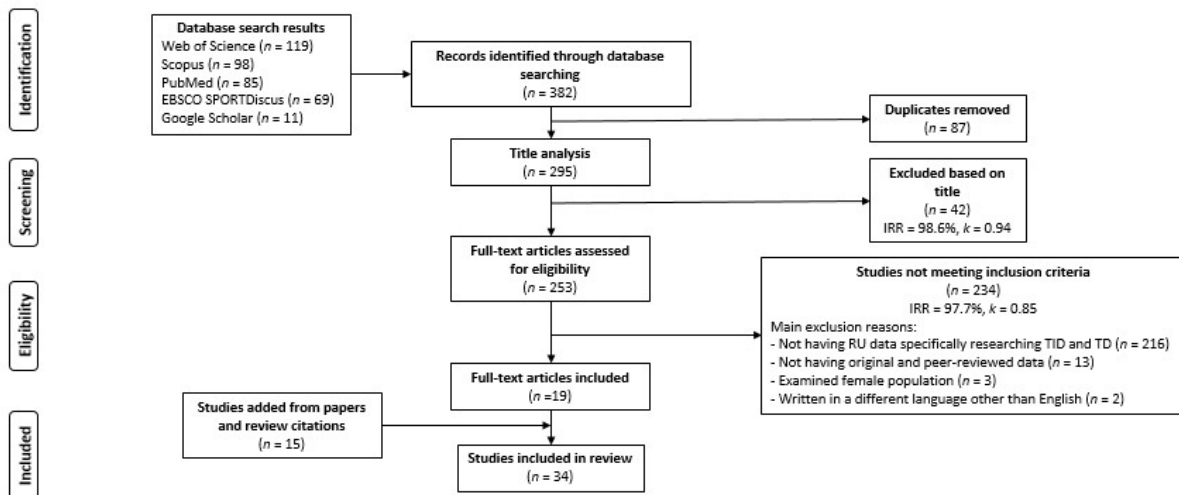 Identification
Database search results
Web of Science (n = 119)
Scopus (n = 98)
PubMed (n = 85)
EBSCO SPORTDiscus (n = 69)
Google Scholar (n = 11)
Records identified through database
searching
(n = 382)
Duplicates removed
(n = 87)
Screening
Title analysis
(n = 295)
Excluded based on
title
(n = 42)
IRR = 98.6%, k = 0.94
Full-text articles assessed
for eligibility
(n = 253)
Eligibility
Studies not meeting inclusion criteria
(n = 234)
IRR = 97.7%, k = 0.85
Main exclusion reasons:
- Not having RU data specifically researching TID and TD (n = 216)
- Not having original and peer-reviewed data (n = 13)
- Examined female population (n = 3)
- Written in a different language other than English (n = 2)
Full-text articles included
(n =19)
Included
Studies added from papers
and review citations
(n = 15)
Studies included in review
(n = 34)